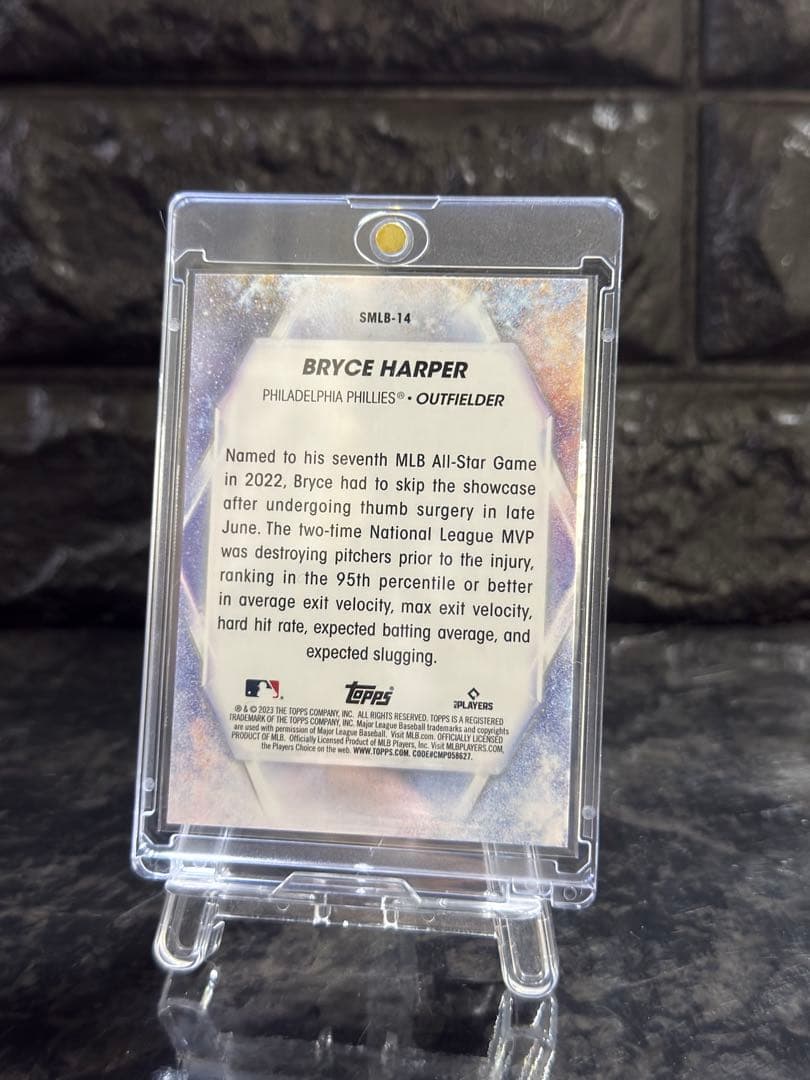 SMLB-14
BRYCE HARPER
PHILADELPHIA PHILLIES® • OUTFIELDER
Named to his seventh MLB All-Star Game
in 2022, Bryce had to skip the showcase
after undergoing thumb surgery in late
June. The two-time National League MVP
was destroying pitchers prior to the injury,
ranking in the 95th percentile or better
in average exit velocity, max exit velocity,
hard hit rate, expected batting average, and
expected slugging.
Topps®
PLAYERS
® & © 2023 THE TOPPS COMPANY, INC. ALL RIGHTS RESERVED. TOPPS IS A REGISTERED
TRADEMARK OF THE TOPPS COMPANY, INC. Major League Baseball trademarks and copyrights
are used with permission of Major League Baseball. Visit MLB.com. OFFICIALLY LICENSED
PRODUCT OF MLB. Officially Licensed Product of MLB Players, Inc. Visit MLBPLAYERS.COM,
the Players Choice on the web. WWW.TOPPS.COM. CODE#CMP058627.